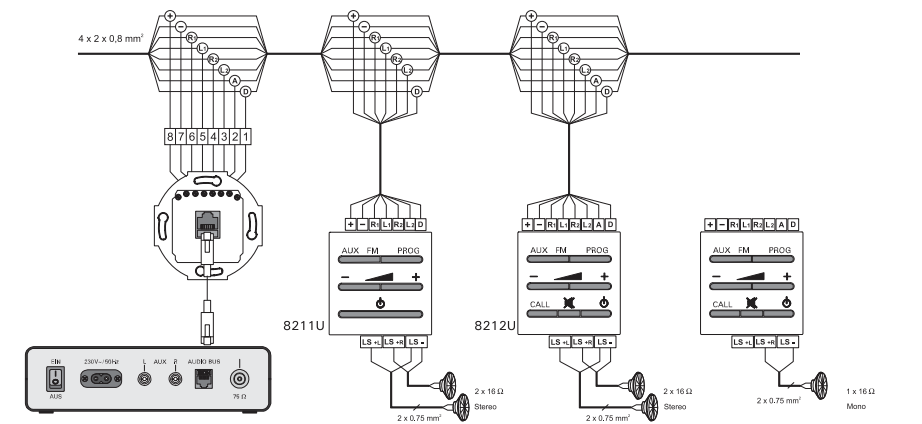 4 x 2 x 0,8 mm²
+ − R1 L1 R2 L2 A D
+ − R1 L1 R2 L2 D
+ − R1 L1 R2 L2 A D
8 7 6 5 4 3 2 1
+ − R1 L1 R2 L2 D
+ − R1 L1 R2 L2 A D
+ − R1 L1 R2 L2 A D
AUX FM PROG
AUX FM PROG
AUX FM PROG
− +
− +
− +
CALL
CALL
8211U
8212U
LS +L LS +R LS -
LS +L LS +R LS -
LS +L LS +R LS -
EIN 230V~/50Hz L AUX R AUDIO BUS
AUS 75 Ω
2 x 16 Ω
Stereo
2 x 0.75 mm²
2 x 16 Ω
Stereo
2 x 0.75 mm²
1 x 16 Ω
Mono
2 x 0.75 mm²